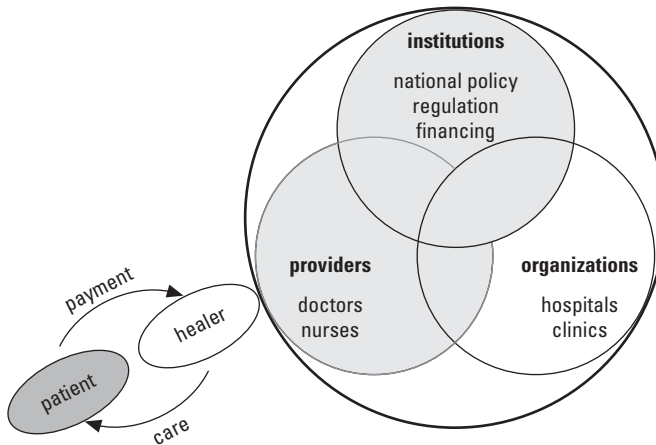 institutions
national policy
regulation
financing
providers
doctors
nurses
organizations
hospitals
clinics
payment
healer
patient
care